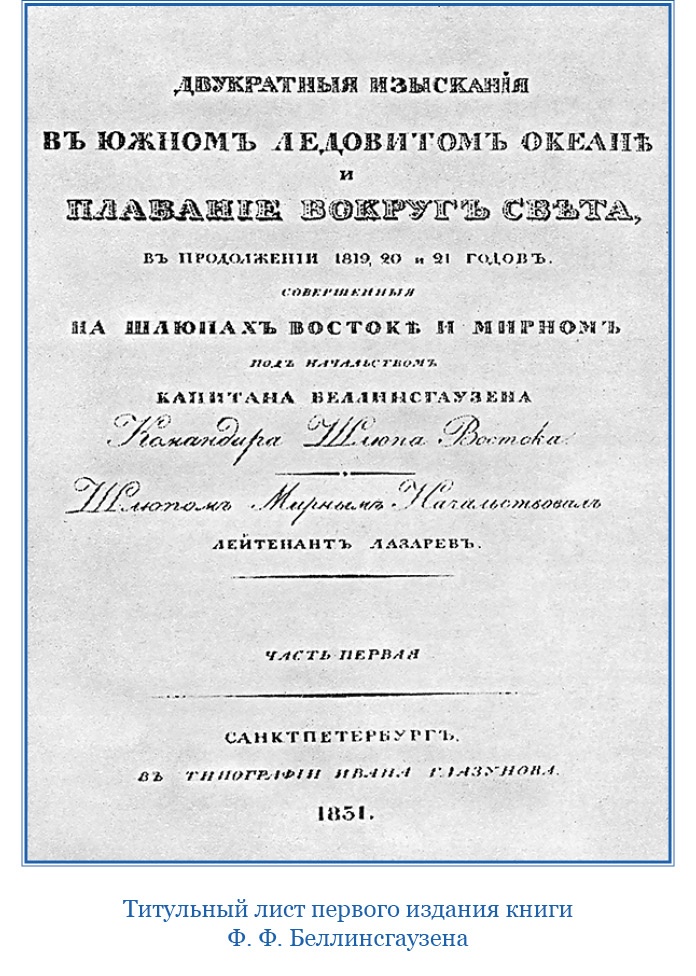 ДВУКРАТНЫЯ ИЗЫСКАНІЯ
ВЪ ЮЖНОМЪ ЛЕДОВИТОМЪ ОКЕАНѢ
И
ПЛАВАНІЕ ВОКРУГЪ СВѢТА,
ВЪ ПРОДОЛЖЕНІИ 1819, 20 и 21 ГОДОВЪ.
СОВЕРШЕННЫЯ
НА ШЛЮПАХЪ ВОСТОКѢ И МИРНОМЪ
ПОДЪ НАЧАЛЬСТВОМЪ
КАПИТАНА БЕЛЛИНСГАУЗЕНА
Командира Шлюпа Востока.
Шлюпомъ Мирнымъ Начальствовалъ
ЛЕЙТЕНАНТЪ ЛАЗАРЕВЪ.
ЧАСТЬ ПЕРВАЯ
САНКТПЕТЕРБУРГЪ.
ВЪ ТИПОГРАФІИ ИВАНА ГЛАЗУНОВА.
1831.
Титульный лист первого издания книги
Ф. Ф. Беллинсгаузена